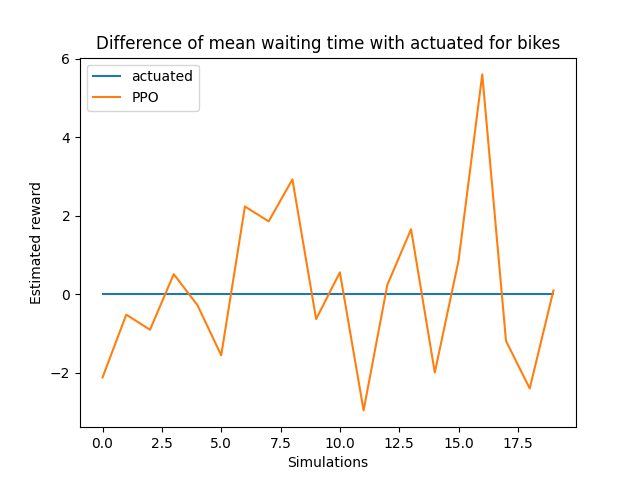 Difference of mean waiting time with actuated for bikes
actuated
PPO
Estimated reward
6
4
2
0
−2
0.0 2.5 5.0 7.5 10.0 12.5 15.0 17.5
Simulations